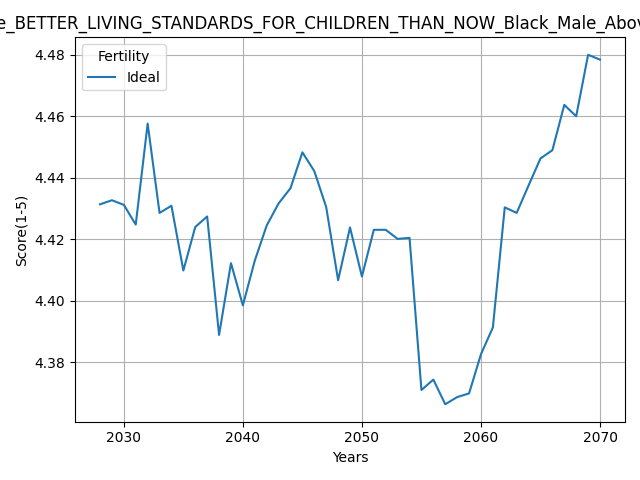 e_BETTER_LIVING_STANDARDS_FOR_CHILDREN_THAN_NOW_Black_Male_Abov
Fertility
Ideal
4.48
4.46
4.44
4.42
4.40
4.38
Score(1-5)
2030 2040 2050 2060 2070
Years